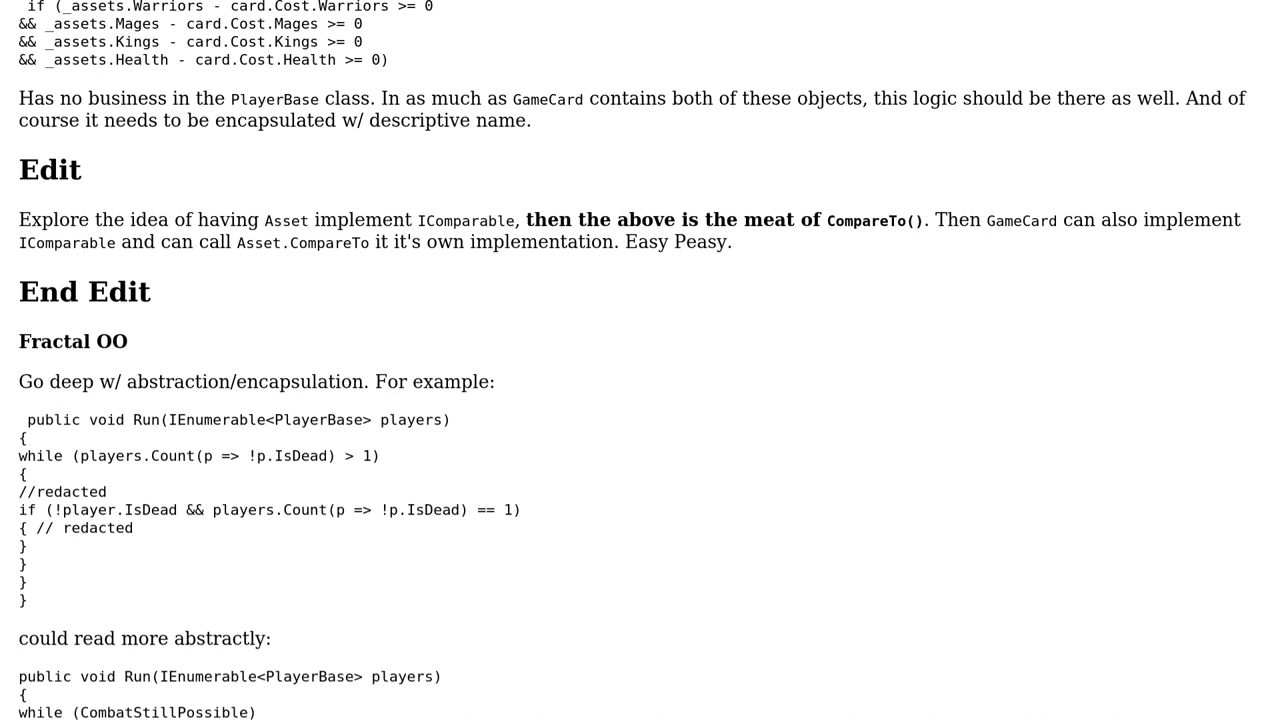 if (_assets.Warriors - card.Cost.Warriors >= 0
&& _assets.Mages - card.Cost.Mages >= 0
&& _assets.Kings - card.Cost.Kings >= 0
&& _assets.Health - card.Cost.Health >= 0)
Has no business in the PlayerBase class. In as much as GameCard contains both of these objects, this logic should be there as well. And of
course it needs to be encapsulated w/ descriptive name.
Edit
Explore the idea of having Asset implement IComparable, then the above is the meat of CompareTo(). Then GameCard can also implement
IComparable and can call Asset.CompareTo it it's own implementation. Easy Peasy.
End Edit
Fractal OO
Go deep w/ abstraction/encapsulation. For example:
public void Run(IEnumerable<PlayerBase> players)
{
while (players.Count(p => !p.IsDead) > 1)
{
//redacted
if (!player.IsDead && players.Count(p => !p.IsDead) == 1)
{ // redacted
}
}
}
}
could read more abstractly:
public void Run(IEnumerable<PlayerBase> players)
{
while (CombatStillPossible)